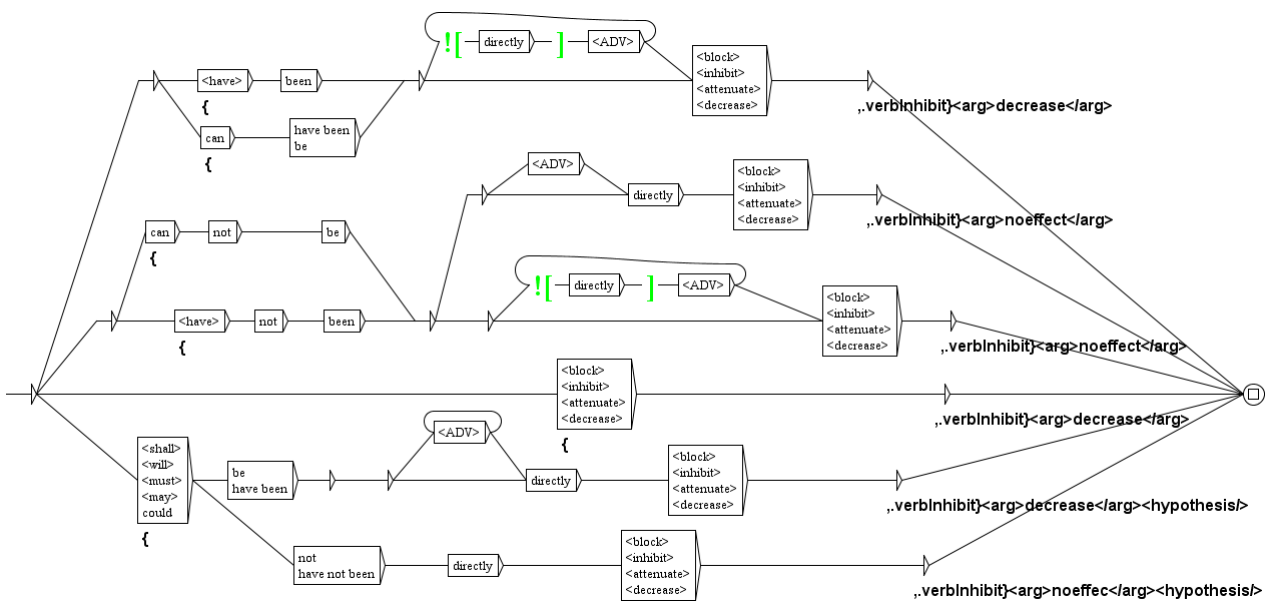 ![ directly ] <ADV>
<have> been
{
can have been
be
{
<block>
<inhibit>
<attenuate>
<decrease>
,.verbInhibit}<arg>decrease</arg>
<ADV>
directly
<block>
<inhibit>
<attenuate>
<decrease>
,.verbInhibit}<arg>noeffect</arg>
can not be
{
![ directly ] <ADV>
<have> not been
{
<block>
<inhibit>
<attenuate>
<decrease>
,.verbInhibit}<arg>noeffect</arg>
<block>
<inhibit>
<attenuate>
<decrease>
{
,.verbInhibit}<arg>decrease</arg>
<shall>
<will>
<must>
<may>
could
{
be
have been
<ADV>
directly
<block>
<inhibit>
<attenuate>
<decrease>
,.verbInhibit}<arg>decrease</arg><hypothesis/>
not
have not been
directly
<block>
<inhibit>
<attenuate>
<decrease>
,.verbInhibit}<arg>noeffec</arg><hypothesis/>